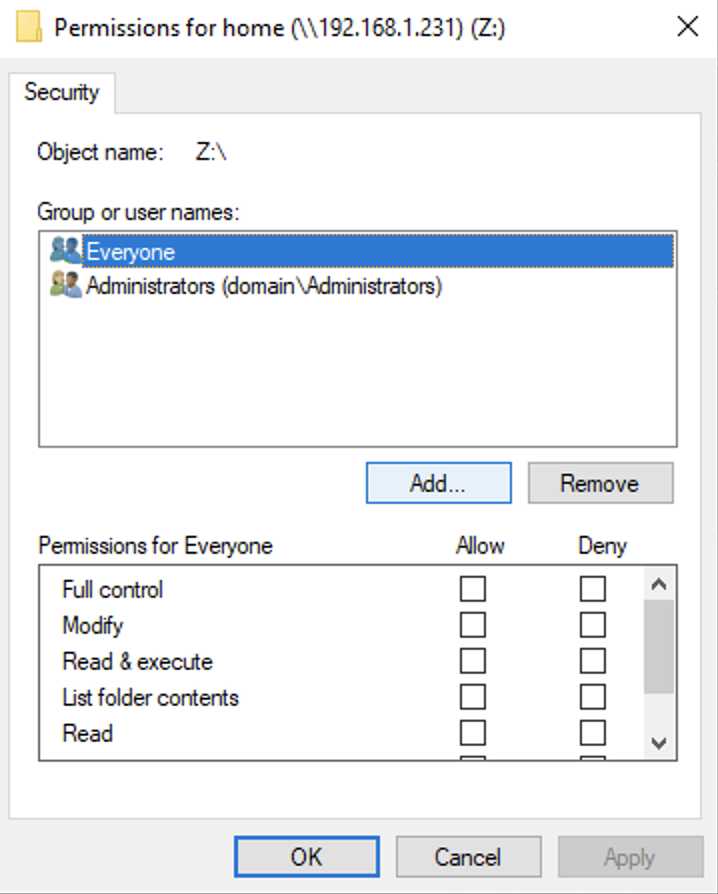 Permissions for home (\\192.168.1.231) (Z:)
Security
Object name: Z:\
Group or user names:
Everyone
Administrators (domain\Administrators)
Add... Remove
Permissions for Everyone Allow Deny
Full control
Modify
Read & execute
List folder contents
Read
OK Cancel Apply